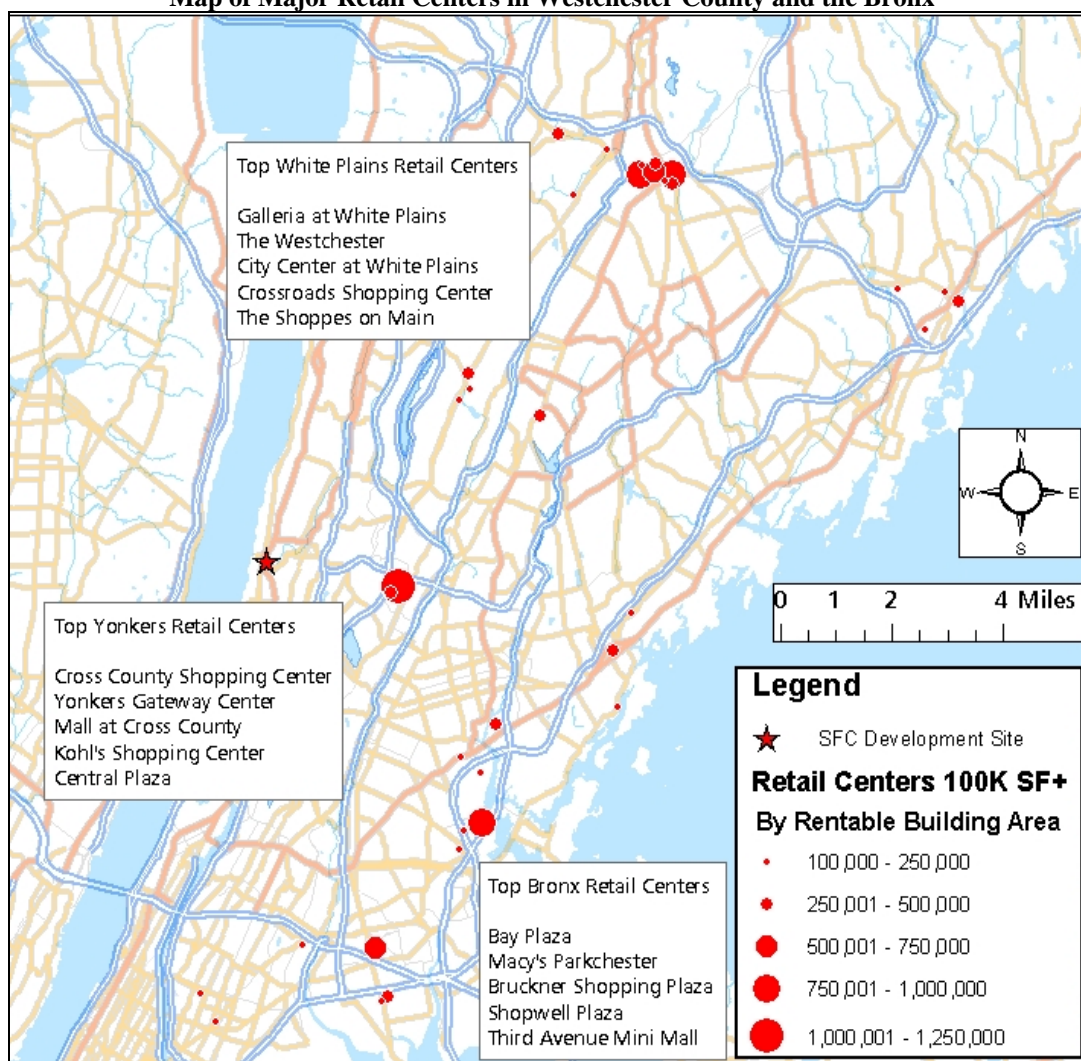 Map of Major Retail Centers in Westchester County and the Bronx
Top White Plains Retail Centers
Galleria at White Plains
The Westchester
City Center at White Plains
Crossroads Shopping Center
The Shoppes on Main
N
W
E
S
0 1 2 4 Miles
Top Yonkers Retail Centers
Cross County Shopping Center
Yonkers Gateway Center
Mall at Cross County
Kohl's Shopping Center
Central Plaza
Top Bronx Retail Centers
Bay Plaza
Macy's Parkchester
Bruckner Shopping Plaza
Shopwell Plaza
Third Avenue Mini Mall
Legend
SFC Development Site
Retail Centers 100K SF+
By Rentable Building Area
100,000 - 250,000
250,001 - 500,000
500,001 - 750,000
750,001 - 1,000,000
1,000,001 - 1,250,000